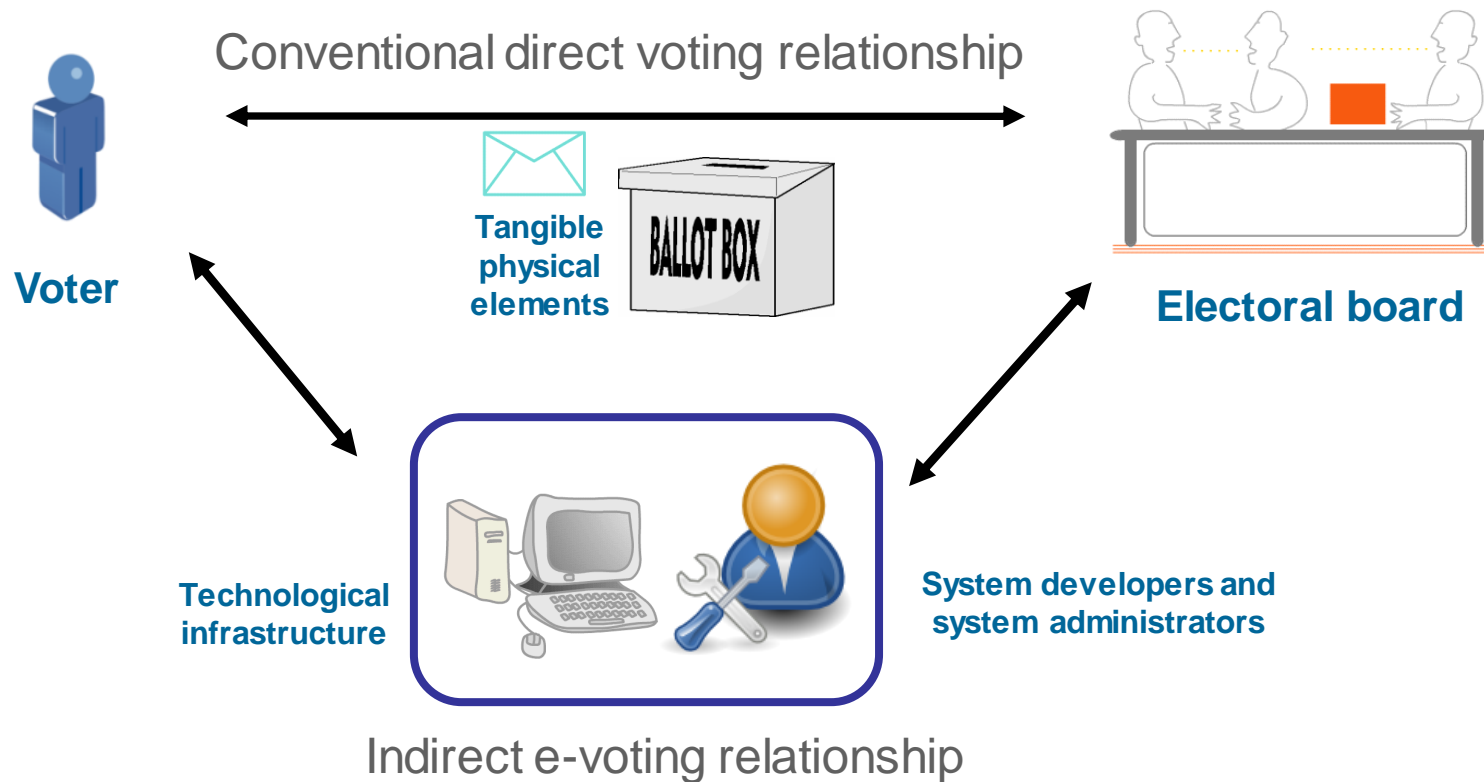 Conventional direct voting relationship
Tangible
physical
elements
BALLOT BOX
Voter
Electoral board
Technological
infrastructure
System developers and
system administrators
Indirect e-voting relationship